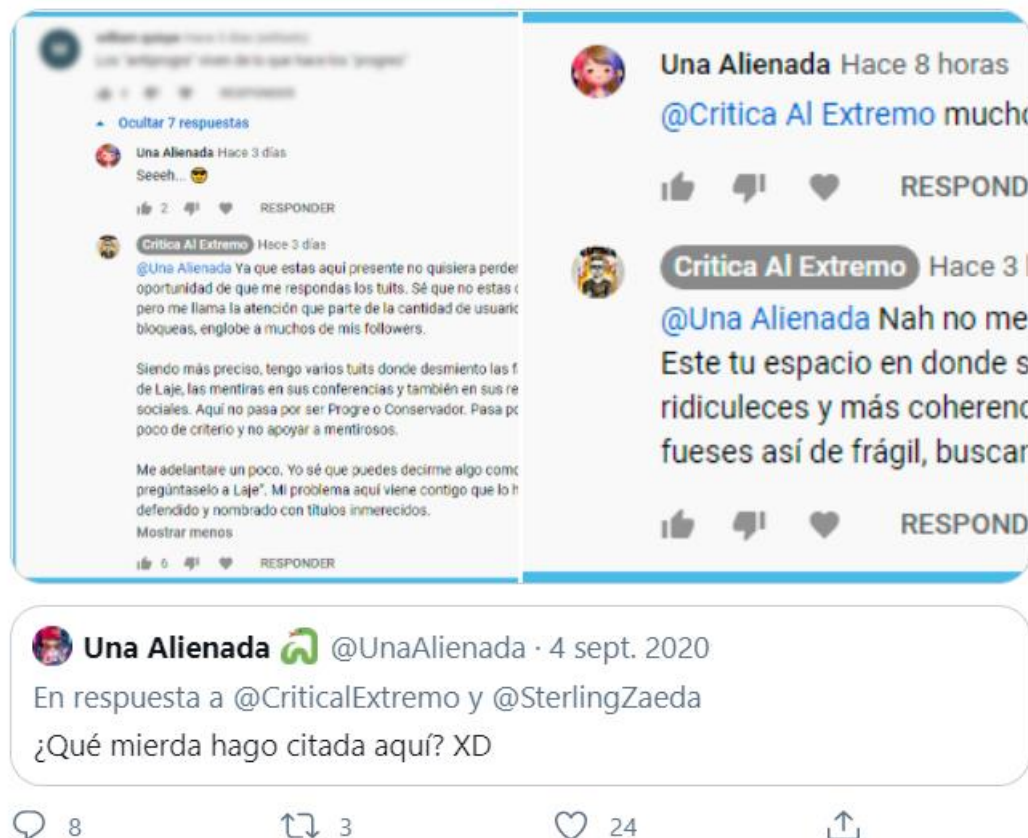 Ocultar 7 respuestas
Una Alienada Hace 3 días
Seeeh...
2 RESPONDER
Critica Al Extremo Hace 3 días
@Una Alienada Ya que estas aquí presente no quisiera perder
oportunidad de que me respondas los tuits. Sé que no estas
pero me llama la atención que parte de la cantidad de
bloqueas, englobe a muchos de mis followers.
Siendo más preciso, tengo varios tuits donde desmiento las
de Laje, las mentiras en sus conferencias y también en sus
sociales. Aquí no pasa por ser Progre o Conservador. Pasa
poco de criterio y no apoyar a mentirosos.
Me adelantare un poco. Yo sé que puedes decirme algo
pregúntaselo a Laje". Mi problema aquí viene contigo que lo
defendido y nombrado con títulos inmerecidos.
Mostrar menos
6 RESPONDER
Una Alienada Hace 8 horas
@Critica Al Extremo
RESPOND
Critica Al Extremo Hace 3
@Una Alienada Nah no me
Este tu espacio en donde s
ridiculeces y más coherenc
fueses así de frágil, buscar
RESPOND
Una Alienada @UnaAlienada · 4 sept. 2020
En respuesta a @CriticalExtremo y @SterlingZaeda
¿Qué mierda hago citada aquí? XD
8 3 24